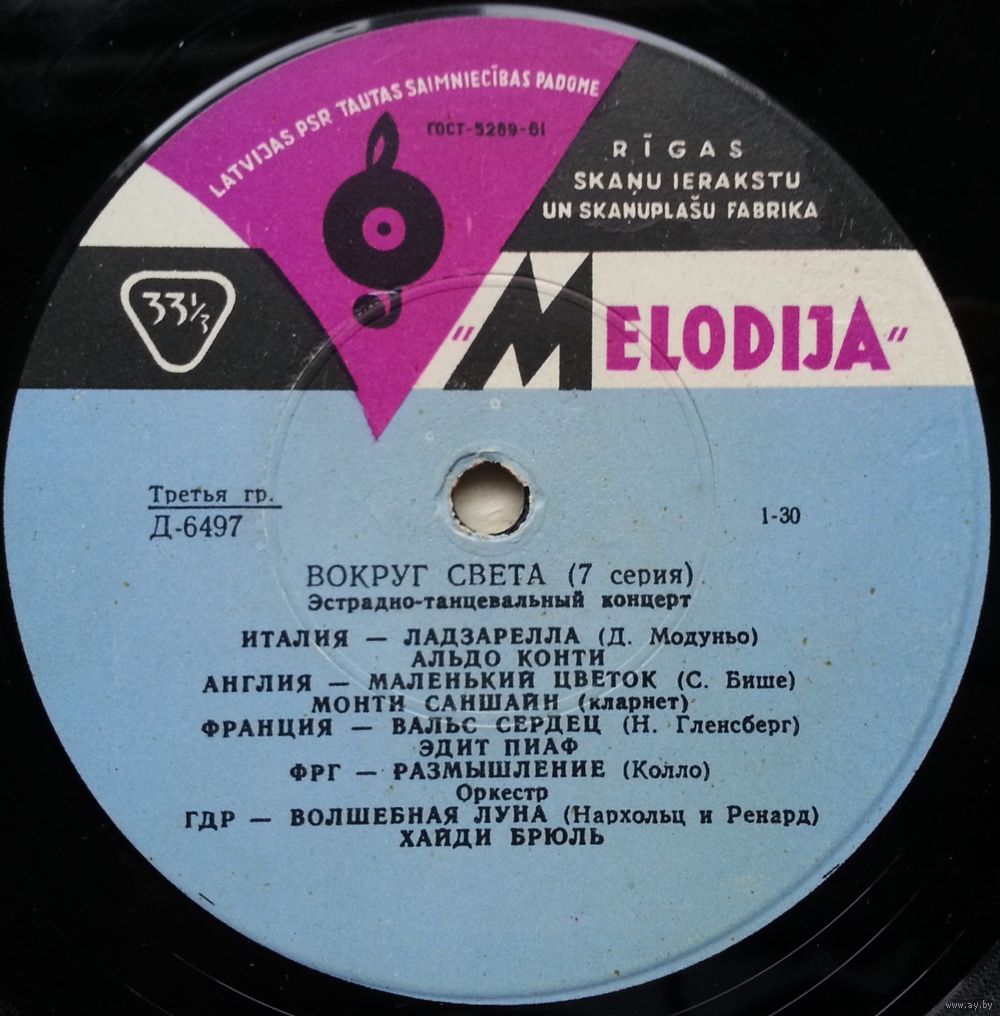 LATVIJAS PSR TAUTAS SAIMNIECĪBAS PADOME
ГОСТ-5289-61
RĪGAS
SKAŅU IERAKSTU
UN SKAŅUPLAŠU FABRIKA
33⅓
"MELODIJA"
Третья гр.
Д-6497
1-30
ВОКРУГ СВЕТА (7 серия)
Эстрадно-танцевальный концерт
ИТАЛИЯ — ЛАДЗАРЕЛЛА (Д. Модуньо)
АЛЬДО КОНТИ
АНГЛИЯ — МАЛЕНЬКИЙ ЦВЕТОК (С. Бише)
МОНТИ САНШАЙН (кларнет)
ФРАНЦИЯ — ВАЛЬС СЕРДЕЦ (Н. Гленсберг)
ЭДИТ ПИАФ
ФРГ — РАЗМЫШЛЕНИЕ (Колло)
Оркестр
ГДР — ВОЛШЕБНАЯ ЛУНА (Нархольц и Ренард)
ХАЙДИ БРЮЛЬ
www.ay.by